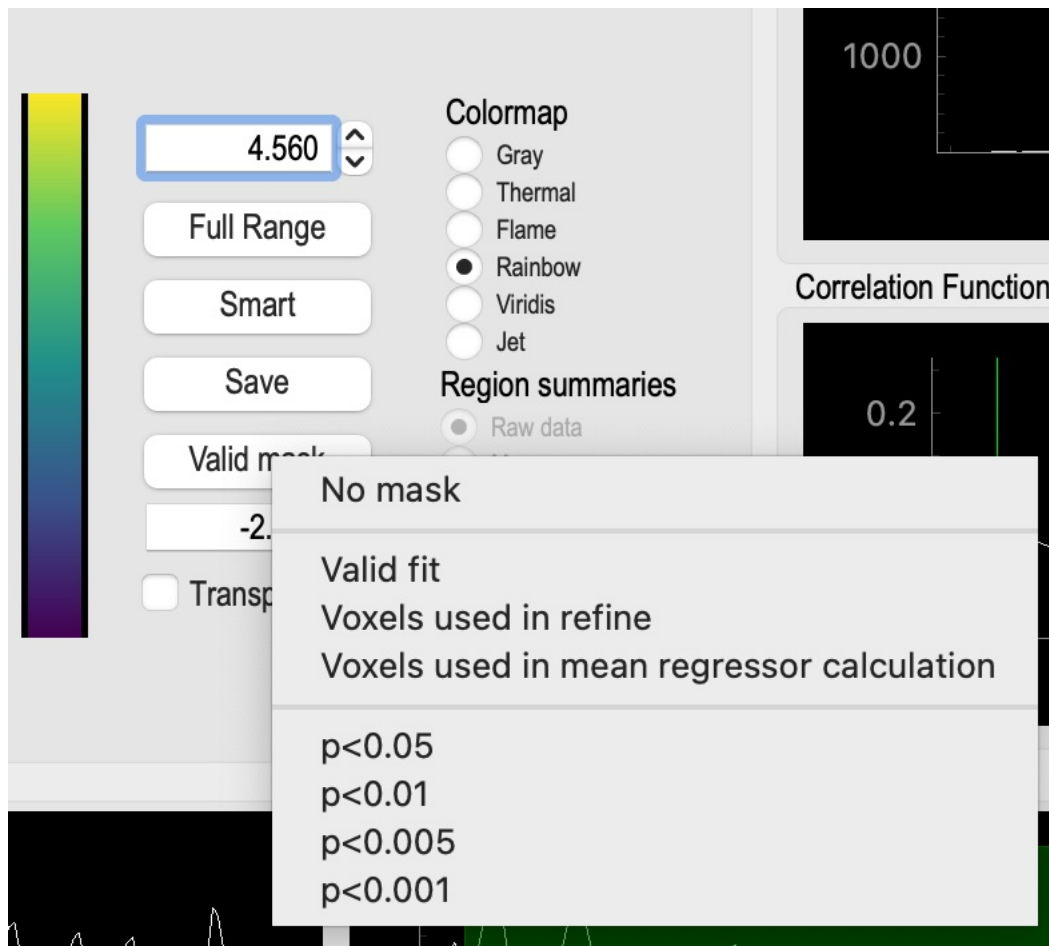 1000
Colormap
4.560
Gray
Thermal
Full Range
Flame
Rainbow
Smart
Viridis
Jet
Correlation Function
Save
Region summaries
Raw data
0.2
Valid mask
-2.
Transp
No mask
Valid fit
Voxels used in refine
Voxels used in mean regressor calculation
p<0.05
p<0.01
p<0.005
p<0.001